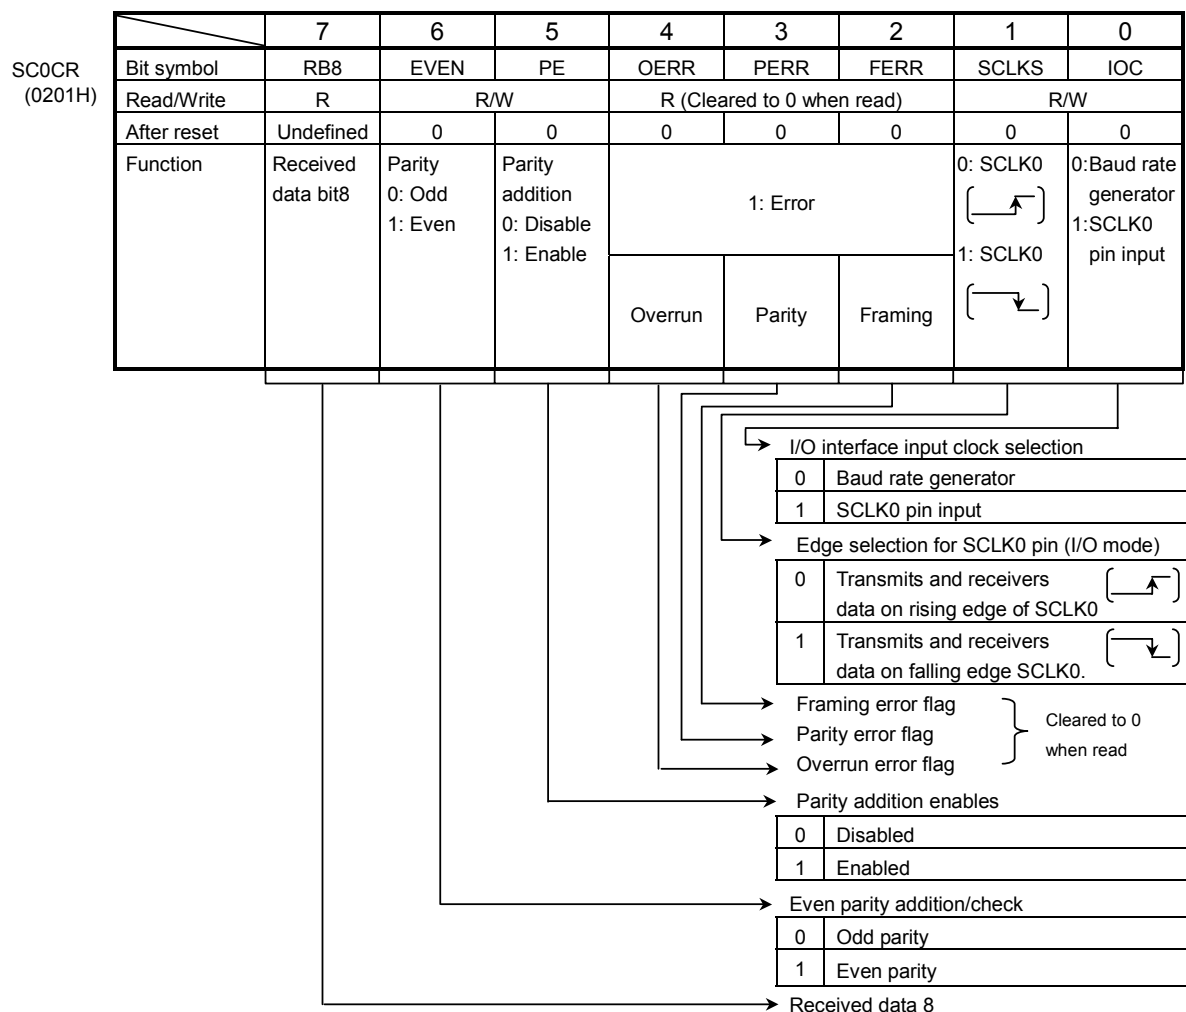 7 6 5 4 3 2 1 0
SC0CR
(0201H)
Bit symbol RB8 EVEN PE OERR PERR FERR SCLKS IOC
Read/Write R R/W R (Cleared to 0 when read) R/W
After reset Undefined 0 0 0 0 0 0 0
Function
Received
data bit8
Parity
0: Odd
1: Even
Parity
addition
0: Disable
1: Enable
1: Error
Overrun Parity Framing
0: SCLK0
1: SCLK0
0:Baud rate
generator
1:SCLK0
pin input
I/O interface input clock selection
0 Baud rate generator
1 SCLK0 pin input
Edge selection for SCLK0 pin (I/O mode)
0 Transmits and receivers
data on rising edge of SCLK0
1 Transmits and receivers
data on falling edge SCLK0.
Framing error flag
Parity error flag
Overrun error flag
Cleared to 0
when read
Parity addition enables
0 Disabled
1 Enabled
Even parity addition/check
0 Odd parity
1 Even parity
Received data 8